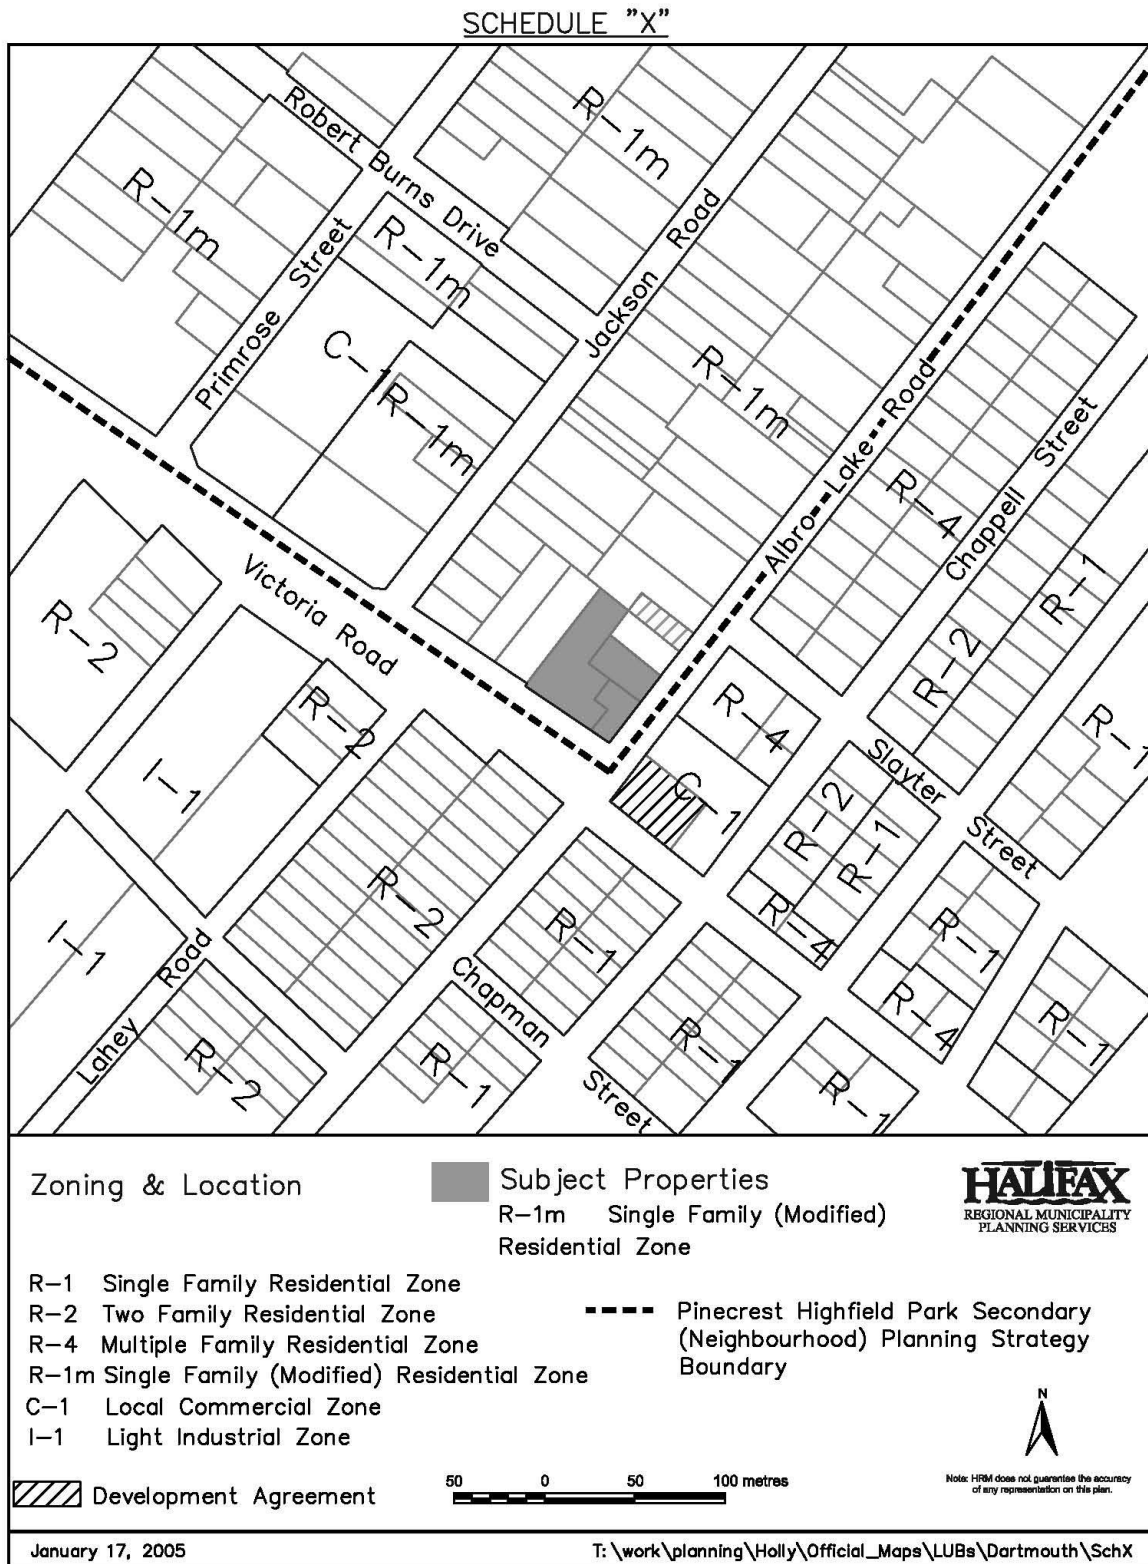 SCHEDULE "X"
Robert Burns Drive
R-1m
R-1m
R-1m
Primrose Street
Jackson Road
C-1
R-1m
R-1m
Albro Lake Road
R-4
Chappell Street
R-1
R-2
Victoria Road
R-2
R-2
I-1
R-4
C-1
Slayter Street
R-1
R-2
R-1
R-4
R-2
R-1
R-1
R-4
R-1
I-1
Lahey Road
Chapman Street
R-2
R-1
R-1
R-1
Zoning & Location
Subject Properties
R-1m Single Family (Modified)
Residential Zone
HALIFAX
REGIONAL MUNICIPALITY
PLANNING SERVICES
R-1 Single Family Residential Zone
R-2 Two Family Residential Zone
R-4 Multiple Family Residential Zone
R-1m Single Family (Modified) Residential Zone
C-1 Local Commercial Zone
I-1 Light Industrial Zone
Pinecrest Highfield Park Secondary
(Neighbourhood) Planning Strategy
Boundary
N
Development Agreement
50 0 50 100 metres
Note: HRM does not guarantee the accuracy
of any representation on this plan.
January 17, 2005
T:\work\planning\Holly\Official_Maps\LUBs\Dartmouth\SchX